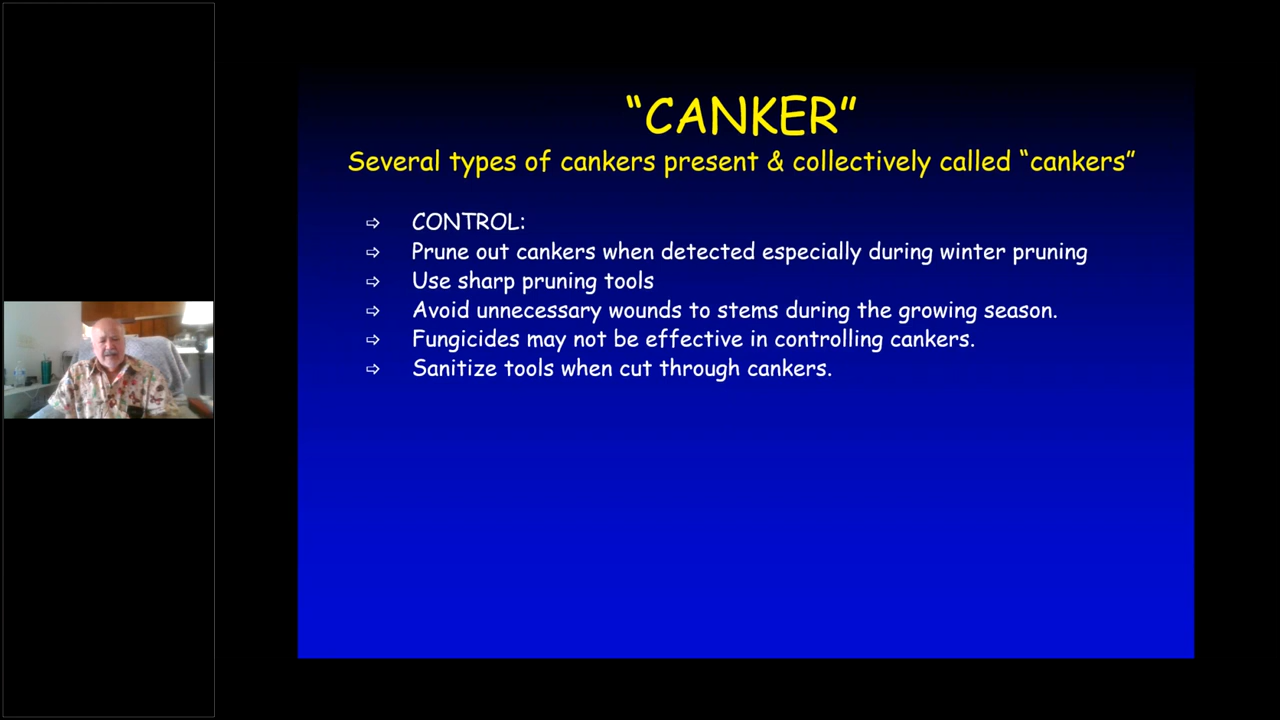 “CANKER”
Several types of cankers present & collectively called “cankers”
⇨ CONTROL:
⇨ Prune out cankers when detected especially during winter pruning
⇨ Use sharp pruning tools
⇨ Avoid unnecessary wounds to stems during the growing season.
⇨ Fungicides may not be effective in controlling cankers.
⇨ Sanitize tools when cut through cankers.